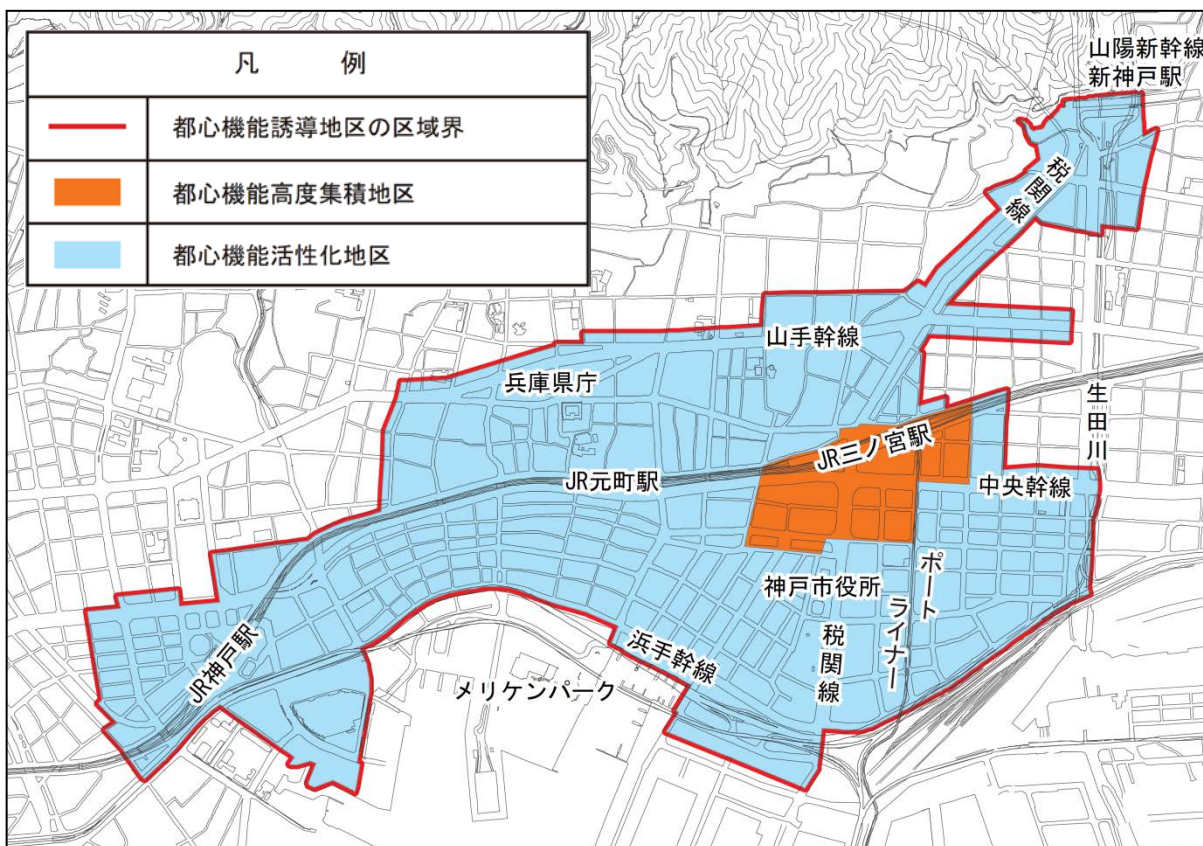 凡　例
都心機能誘導地区の区域界
都心機能高度集積地区
都心機能活性化地区
山陽新幹線
新神戸駅
税関線
山手幹線
兵庫県庁
生田川
JR三ノ宮駅
JR元町駅
中央幹線
ポートライナー
神戸市役所
税関線
浜手幹線
JR神戸駅
メリケンパーク